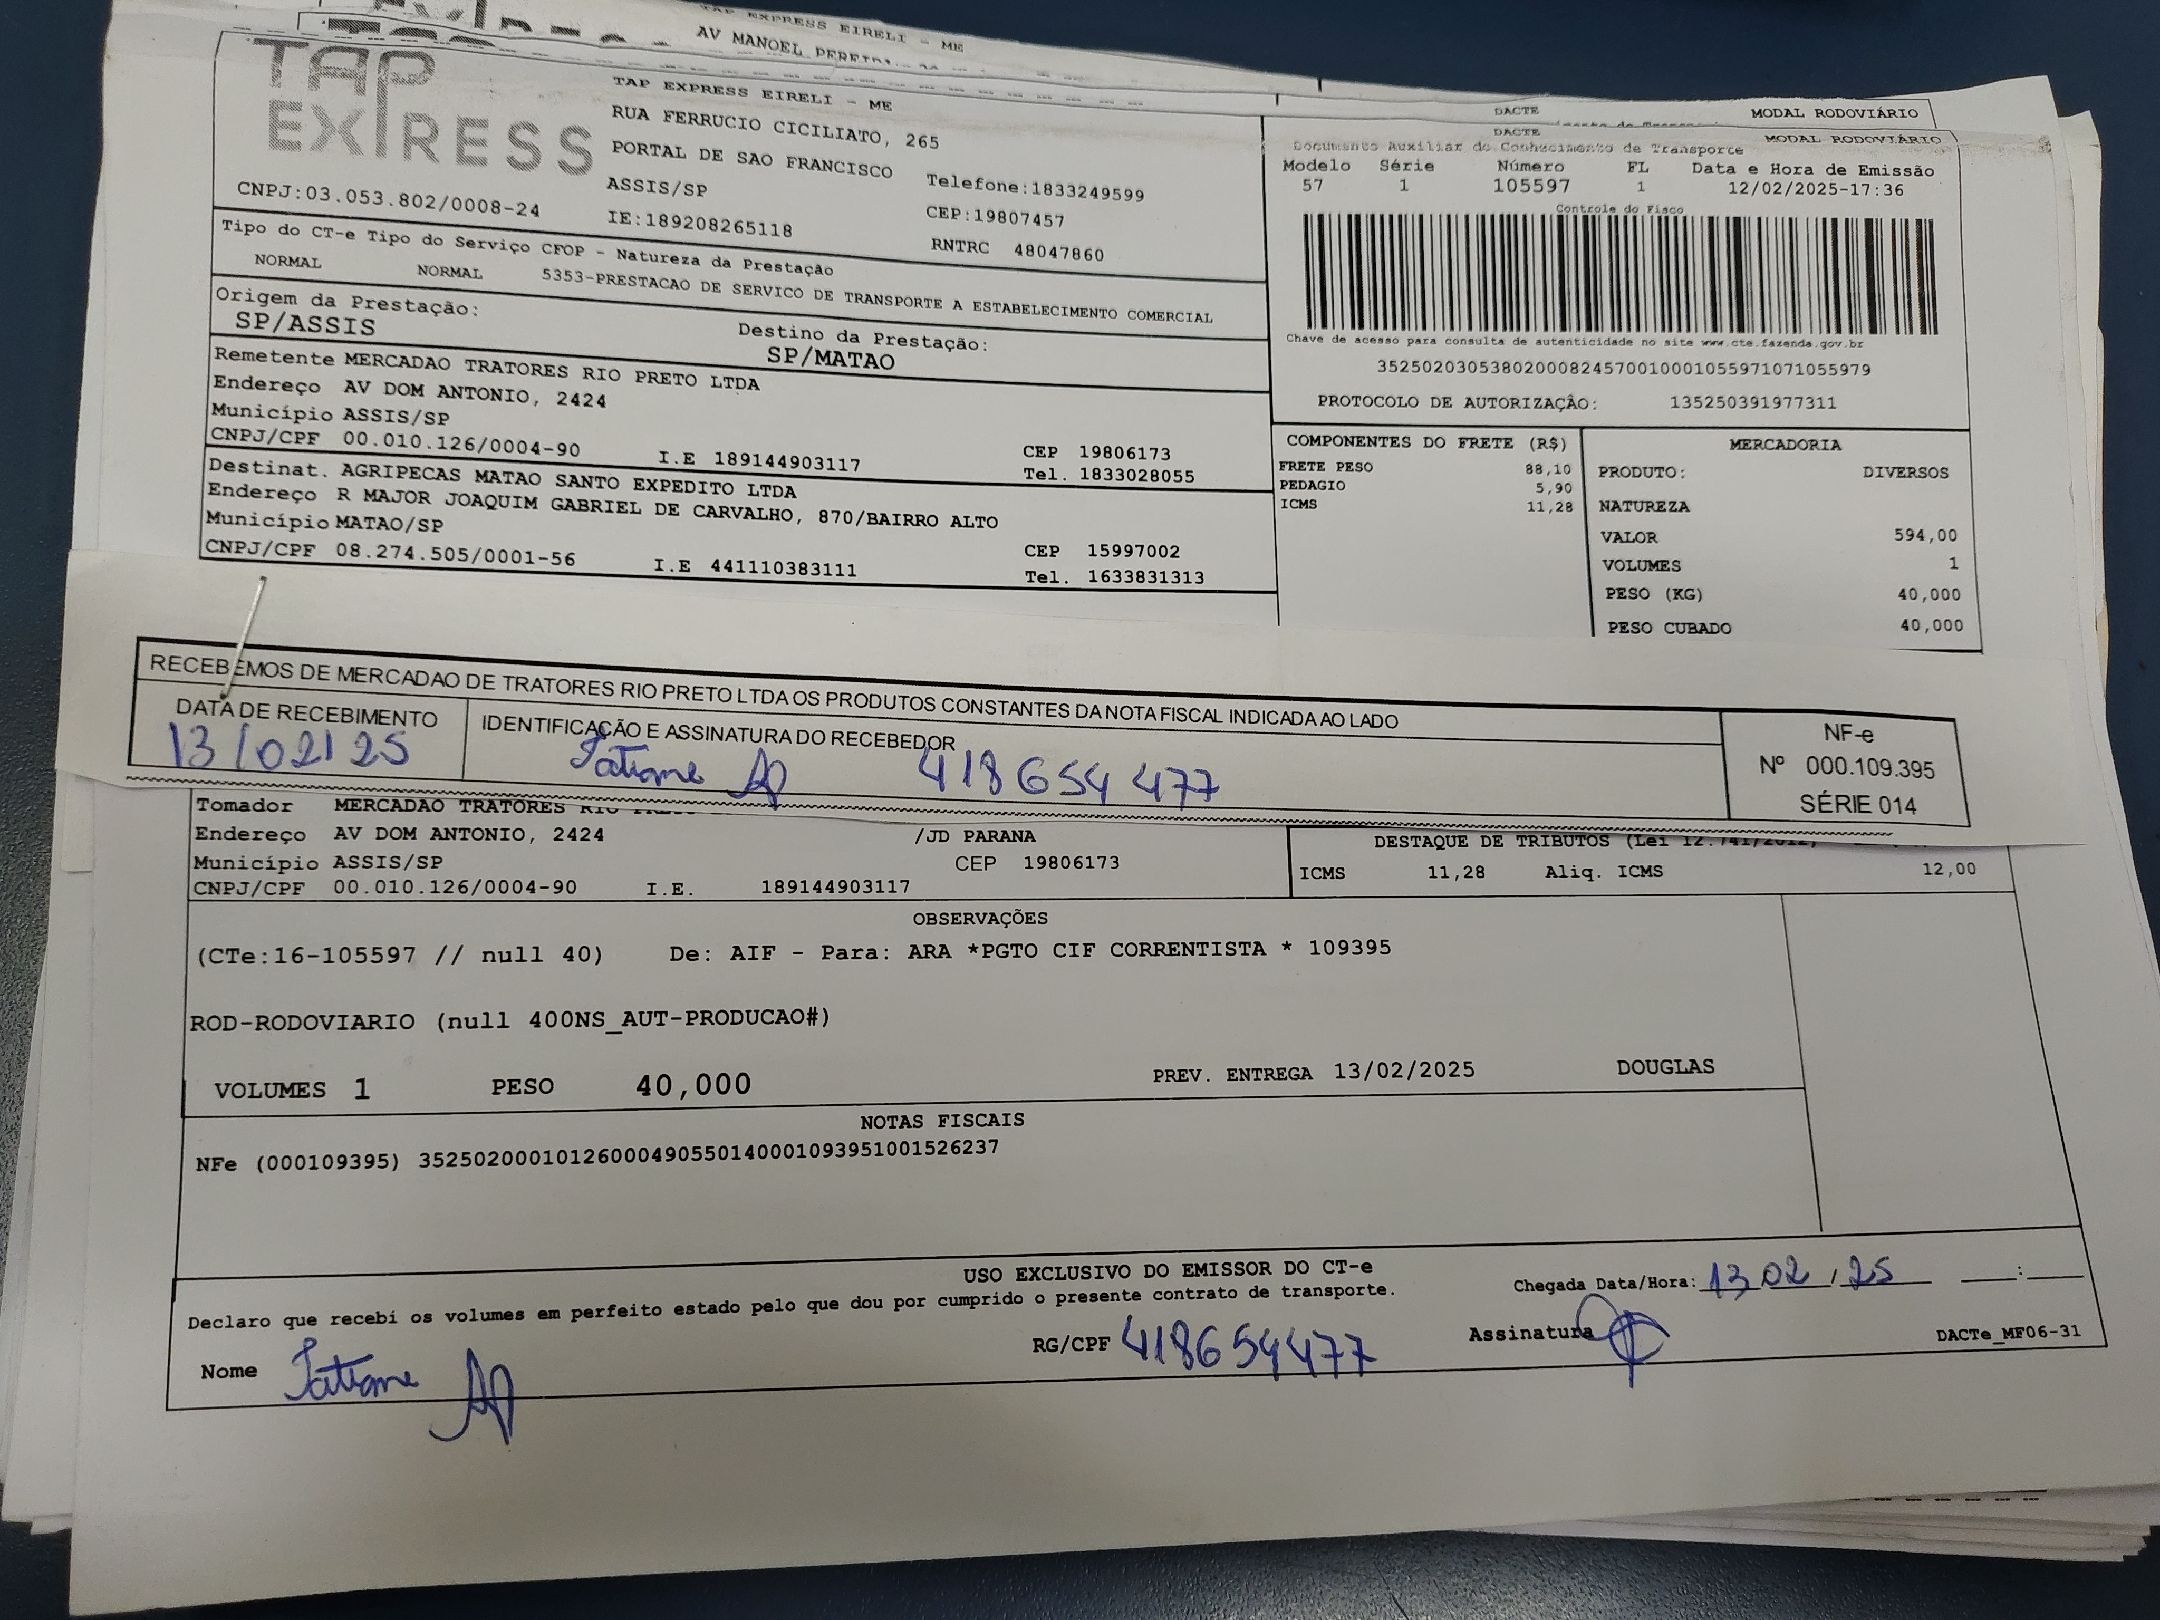 TAP EXPRESS EIRELI - ME
AV MANOEL
DACTE
MODAL RODOVIÁRIO
TAP EXPRESS
TAP EXPRESS EIRELI - ME
RUA FERRUCIO CICILIATO, 265
PORTAL DE SAO FRANCISCO
ASSIS/SP
Telefone:1833249599
CNPJ:03.053.802/0008-24
IE:189208265118
CEP:19807457
RNTRC 48047860
DACTE
MODAL RODOVIÁRIO
Documento Auxiliar do Conhecimento de Transporte
Modelo Série Número FL Data e Hora de Emissão
57 1 105597 1 12/02/2025-17:36
Controle do Fisco
Chave de acesso para consulta de autenticidade no site www.cte.fazenda.gov.br
35250203053802000824570010001055971071055979
PROTOCOLO DE AUTORIZAÇÃO: 135250391977311
Tipo do CT-e Tipo do Serviço CFOP - Natureza da Prestação
NORMAL NORMAL 5353-PRESTACAO DE SERVICO DE TRANSPORTE A ESTABELECIMENTO COMERCIAL
Origem da Prestação: Destino da Prestação:
SP/ASSIS SP/MATAO
Remetente MERCADAO TRATORES RIO PRETO LTDA
Endereço AV DOM ANTONIO, 2424
Município ASSIS/SP CEP 19806173
CNPJ/CPF 00.010.126/0004-90 I.E 189144903117 Tel. 1833028055
Destinat. AGRIPECAS MATAO SANTO EXPEDITO LTDA
Endereço R MAJOR JOAQUIM GABRIEL DE CARVALHO, 870/BAIRRO ALTO
Município MATAO/SP CEP 15997002
CNPJ/CPF 08.274.505/0001-56 I.E 441110383111 Tel. 1633831313
COMPONENTES DO FRETE (R$)
FRETE PESO 88,10
PEDAGIO 5,90
ICMS 11,28
MERCADORIA
PRODUTO: DIVERSOS
NATUREZA
VALOR 594,00
VOLUMES 1
PESO (KG) 40,000
PESO CUBADO 40,000
RECEBEMOS DE MERCADAO DE TRATORES RIO PRETO LTDA OS PRODUTOS CONSTANTES DA NOTA FISCAL INDICADA AO LADO
DATA DE RECEBIMENTO IDENTIFICAÇÃO E ASSINATURA DO RECEBEDOR
13/02/25 Tatiane Ap 418654477
NF-e
Nº 000.109.395
SÉRIE 014
Tomador MERCADAO TRATORES RIO
Endereço AV DOM ANTONIO, 2424 /JD PARANA
Município ASSIS/SP CEP 19806173
CNPJ/CPF 00.010.126/0004-90 I.E. 189144903117
DESTAQUE DE TRIBUTOS (Lei 12.741/2012)
ICMS 11,28 Aliq. ICMS 12,00
OBSERVAÇÕES
(CTe:16-105597 // null 40) De: AIF - Para: ARA *PGTO CIF CORRENTISTA * 109395
ROD-RODOVIARIO (null 400NS_AUT-PRODUCAO#)
VOLUMES 1 PESO 40,000 PREV. ENTREGA 13/02/2025 DOUGLAS
NOTAS FISCAIS
NFe (000109395) 35250200010126000490550140001093951001526237
USO EXCLUSIVO DO EMISSOR DO CT-e
Declaro que recebi os volumes em perfeito estado pelo que dou por cumprido o presente contrato de transporte.
Chegada Data/Hora: 13 02 / 25 :
Nome Tatiane Ap RG/CPF 418654477 Assinatura DACTe_MF06-31